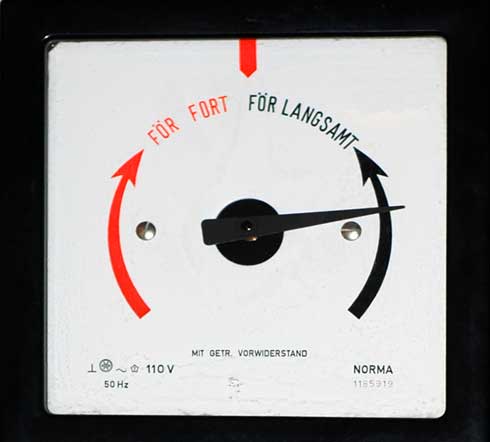 FÖR FORT FÖR LANGSAMT
MIT GETR. VORWIDERSTAND
110 V NORMA
50 Hz 1185919